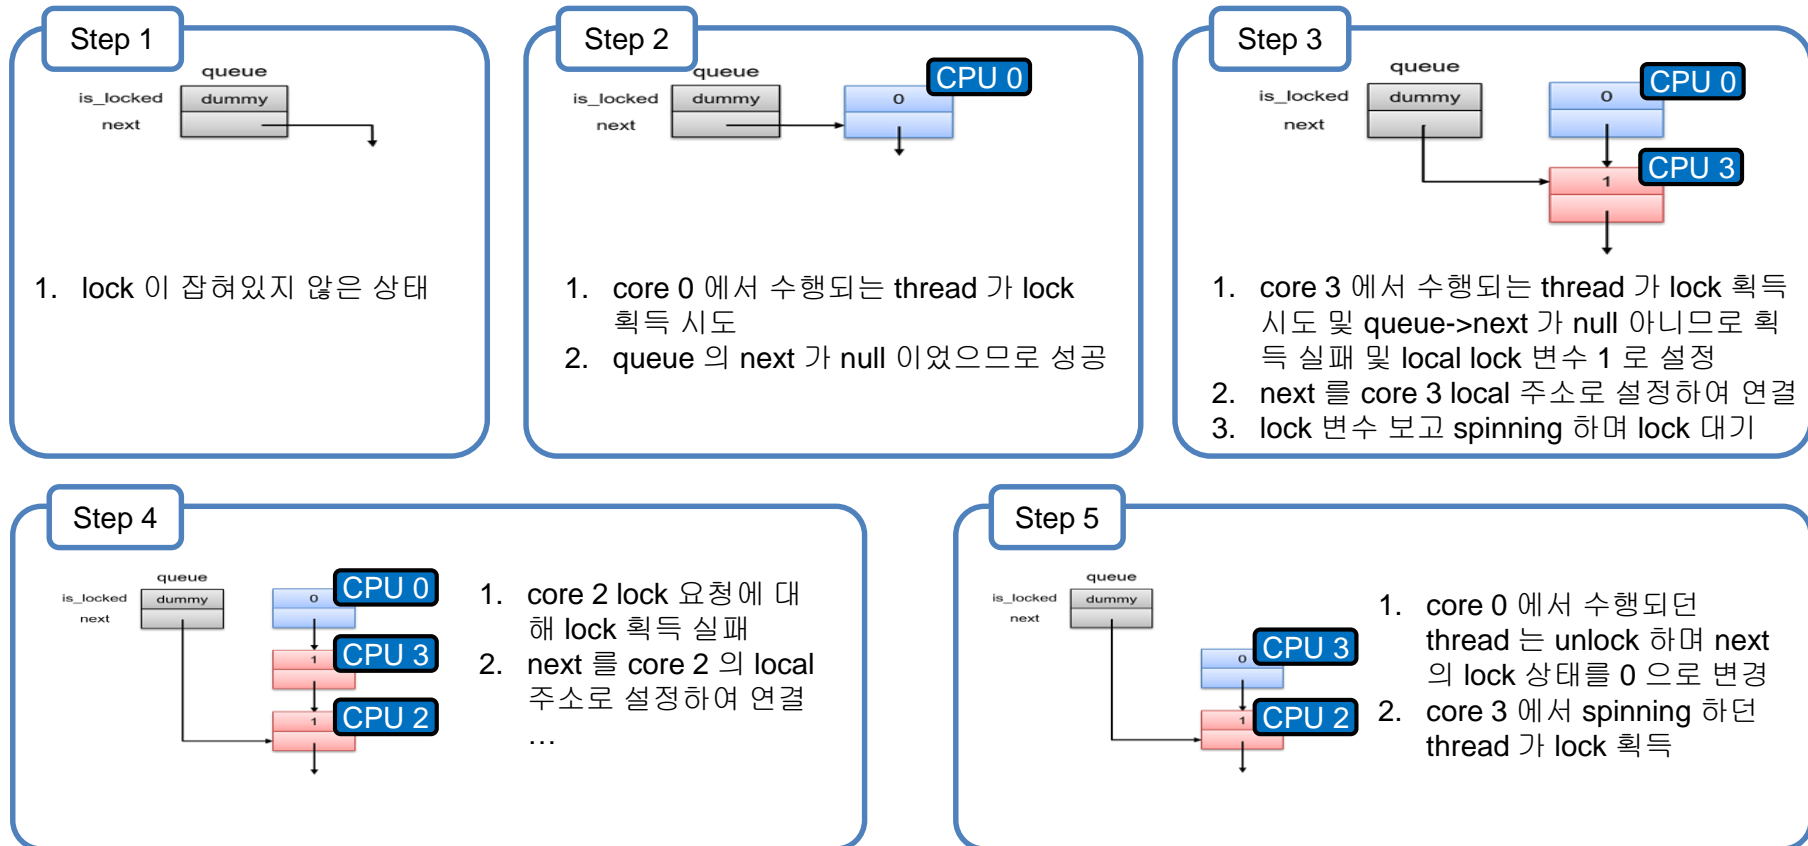 Step 1
queue
is_locked
dummy
next
1. lock 이 잡혀있지 않은 상태
Step 2
queue
CPU 0
is_locked
dummy
0
next
1. core 0 에서 수행되는 thread 가 lock
획득 시도
2. queue 의 next 가 null 이었으므로 성공
Step 3
queue
CPU 0
is_locked
dummy
0
next
CPU 3
1
1. core 3 에서 수행되는 thread 가 lock 획득
시도 및 queue->next 가 null 아니므로 획
득 실패 및 local lock 변수 1 로 설정
2. next 를 core 3 local 주소로 설정하여 연결
3. lock 변수 보고 spinning 하며 lock 대기
Step 4
queue
CPU 0
is_locked
dummy
0
next
CPU 3
1
CPU 2
1
1. core 2 lock 요청에 대
해 lock 획득 실패
2. next 를 core 2 의 local
주소로 설정하여 연결
…
Step 5
queue
is_locked
dummy
next
CPU 3
0
CPU 2
1
1. core 0 에서 수행되던
thread 는 unlock 하며 next
의 lock 상태를 0 으로 변경
2. core 3 에서 spinning 하던
thread 가 lock 획득